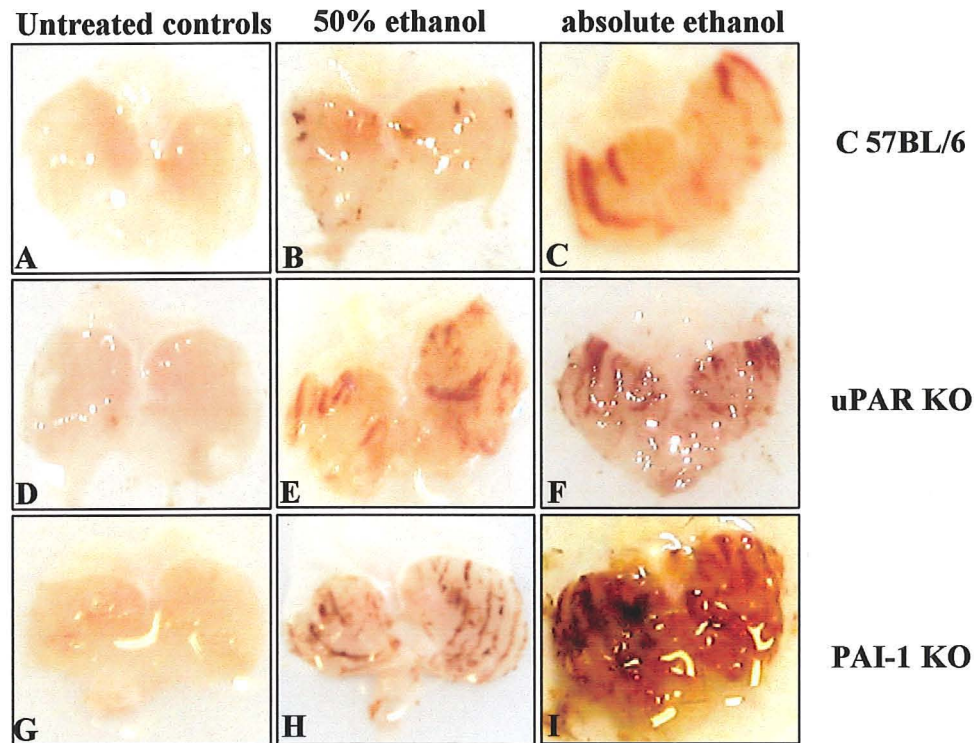 Untreated controls 50% ethanol absolute ethanol
A B C C 57BL/6
D E F uPAR KO
G H I PAI-1 KO